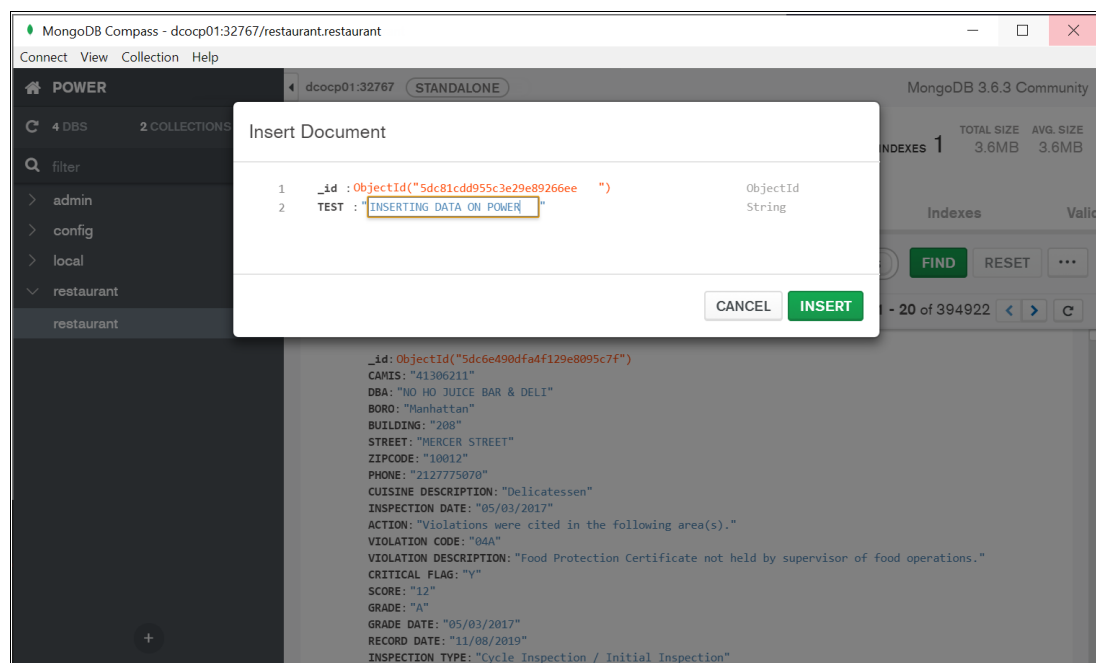 MongoDB Compass - dcocp01:32767/restaurant.restaurant
Connect View Collection Help
POWER
dcocp01:32767 STANDALONE
MongoDB 3.6.3 Community
4 DBS 2 COLLECTIONS
INDEXES 1 TOTAL SIZE 3.6MB AVG. SIZE 3.6MB
filter
admin
config
local
restaurant
restaurant
Insert Document
1 _id : ObjectId("5dc81cdd955c3e29e89266ee ") ObjectId
2 TEST : "INSERTING DATA ON POWER " String
CANCEL INSERT
Indexes
FIND RESET ...
- 20 of 394922 < > C
_id: ObjectId("5dc6e490dfa4f129e8095c7f")
CAMIS: "41306211"
DBA: "NO HO JUICE BAR & DELI"
BORO: "Manhattan"
BUILDING: "208"
STREET: "MERCER STREET"
ZIPCODE: "10012"
PHONE: "2127775070"
CUISINE DESCRIPTION: "Delicatessen"
INSPECTION DATE: "05/03/2017"
ACTION: "Violations were cited in the following area(s)."
VIOLATION CODE: "04A"
VIOLATION DESCRIPTION: "Food Protection Certificate not held by supervisor of food operations."
CRITICAL FLAG: "Y"
SCORE: "12"
GRADE: "A"
GRADE DATE: "05/03/2017"
RECORD DATE: "11/08/2019"
INSPECTION TYPE: "Cycle Inspection / Initial Inspection"